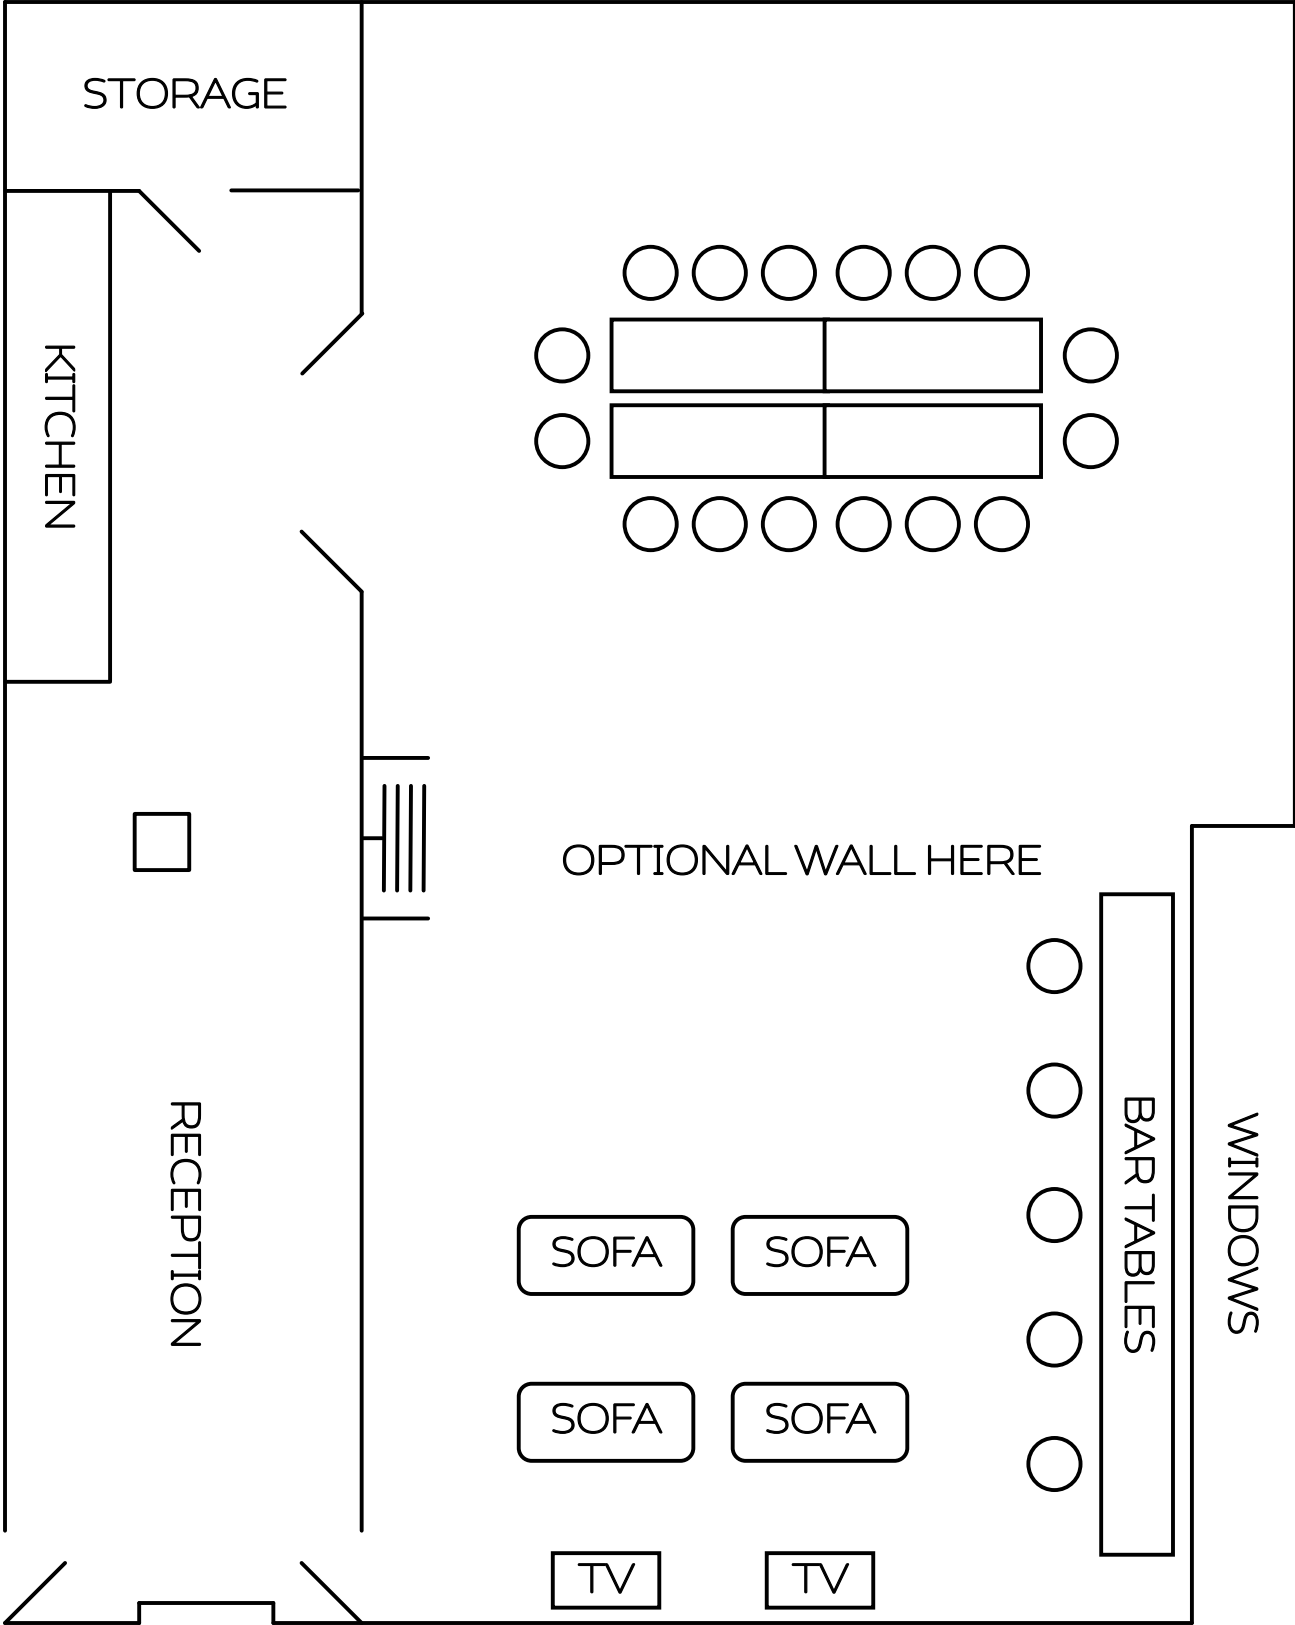 STORAGE
KITCHEN
OPTIONAL WALL HERE
RECEPTION
BAR TABLES
WINDOWS
SOFA
SOFA
SOFA
SOFA
TV
TV